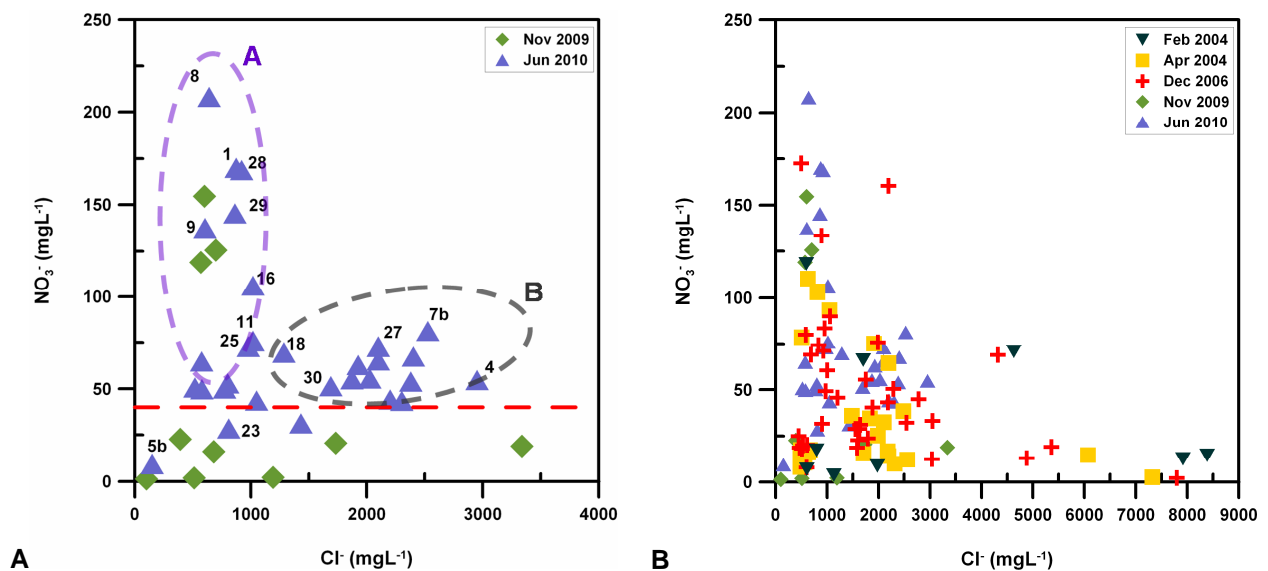 250
200
150
100
50
0
NO₃⁻ (mgL⁻¹)
0 1000 2000 3000 4000
Cl⁻ (mgL⁻¹)
Nov 2009
Jun 2010
A
8
1 28
29
9
16
11
25
18
27
7b
B
30
4
23
5b
A
250
200
150
100
50
0
NO₃⁻ (mgL⁻¹)
0 1000 2000 3000 4000 5000 6000 7000 8000 9000
Cl⁻ (mgL⁻¹)
Feb 2004
Apr 2004
Dec 2006
Nov 2009
Jun 2010
B